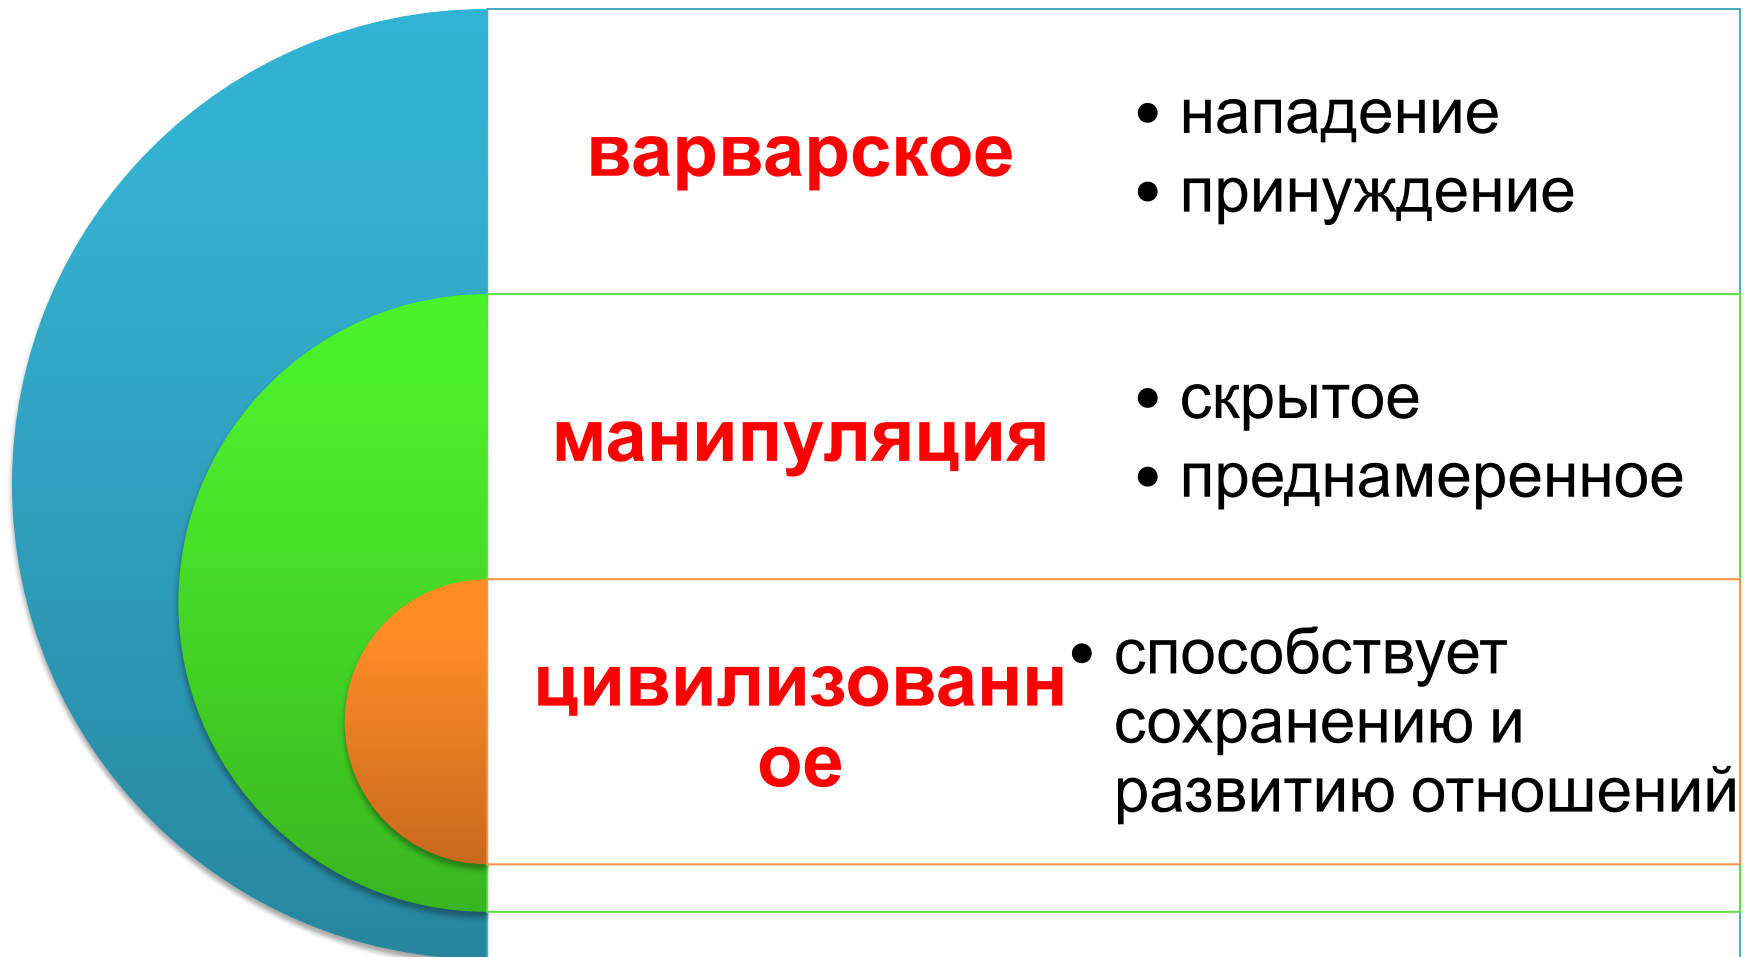 варварское
• нападение
• принуждение
манипуляция
• скрытое
• преднамеренное
цивилизованн
ое
• способствует
сохранению и
развитию отношений